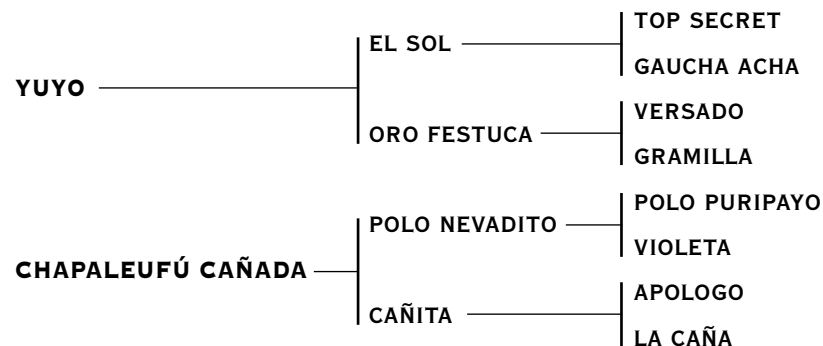 TOP SECRET
EL SOL
GAUCHA ACHA
YUYO
VERSADO
ORO FESTUCA
GRAMILLA
POLO PURIPAYO
POLO NEVADITO
VIOLETA
CHAPALEUFÚ CAÑADA
APOLOGO
CAÑITA
LA CAÑA